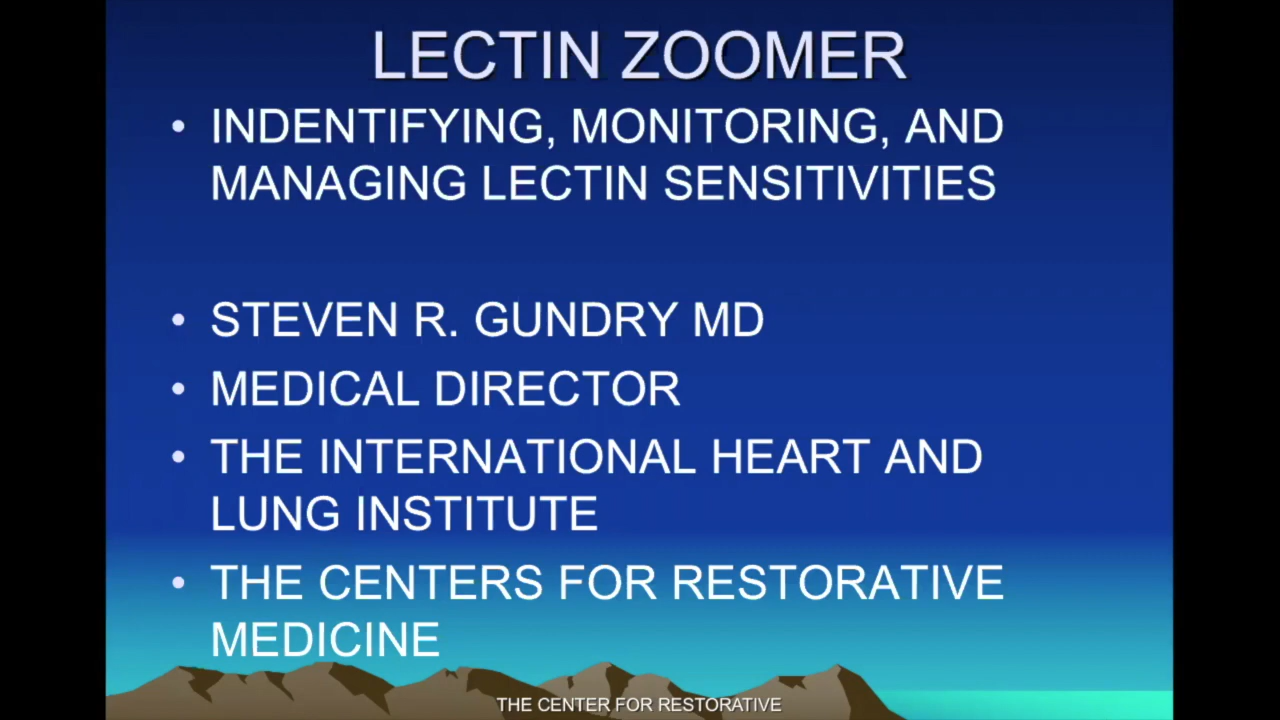 LECTIN ZOOMER
• INDENTIFYING, MONITORING, AND
MANAGING LECTIN SENSITIVITIES
• STEVEN R. GUNDRY MD
• MEDICAL DIRECTOR
• THE INTERNATIONAL HEART AND
LUNG INSTITUTE
• THE CENTERS FOR RESTORATIVE
MEDICINE
THE CENTER FOR RESTORATIVE